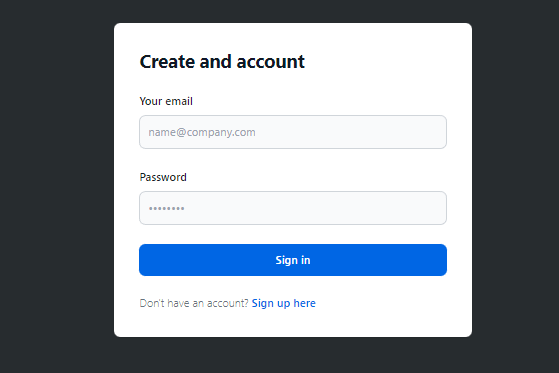 Create and account
Your email
name@company.com
Password
••••••••
Sign in
Don't have an account? Sign up here